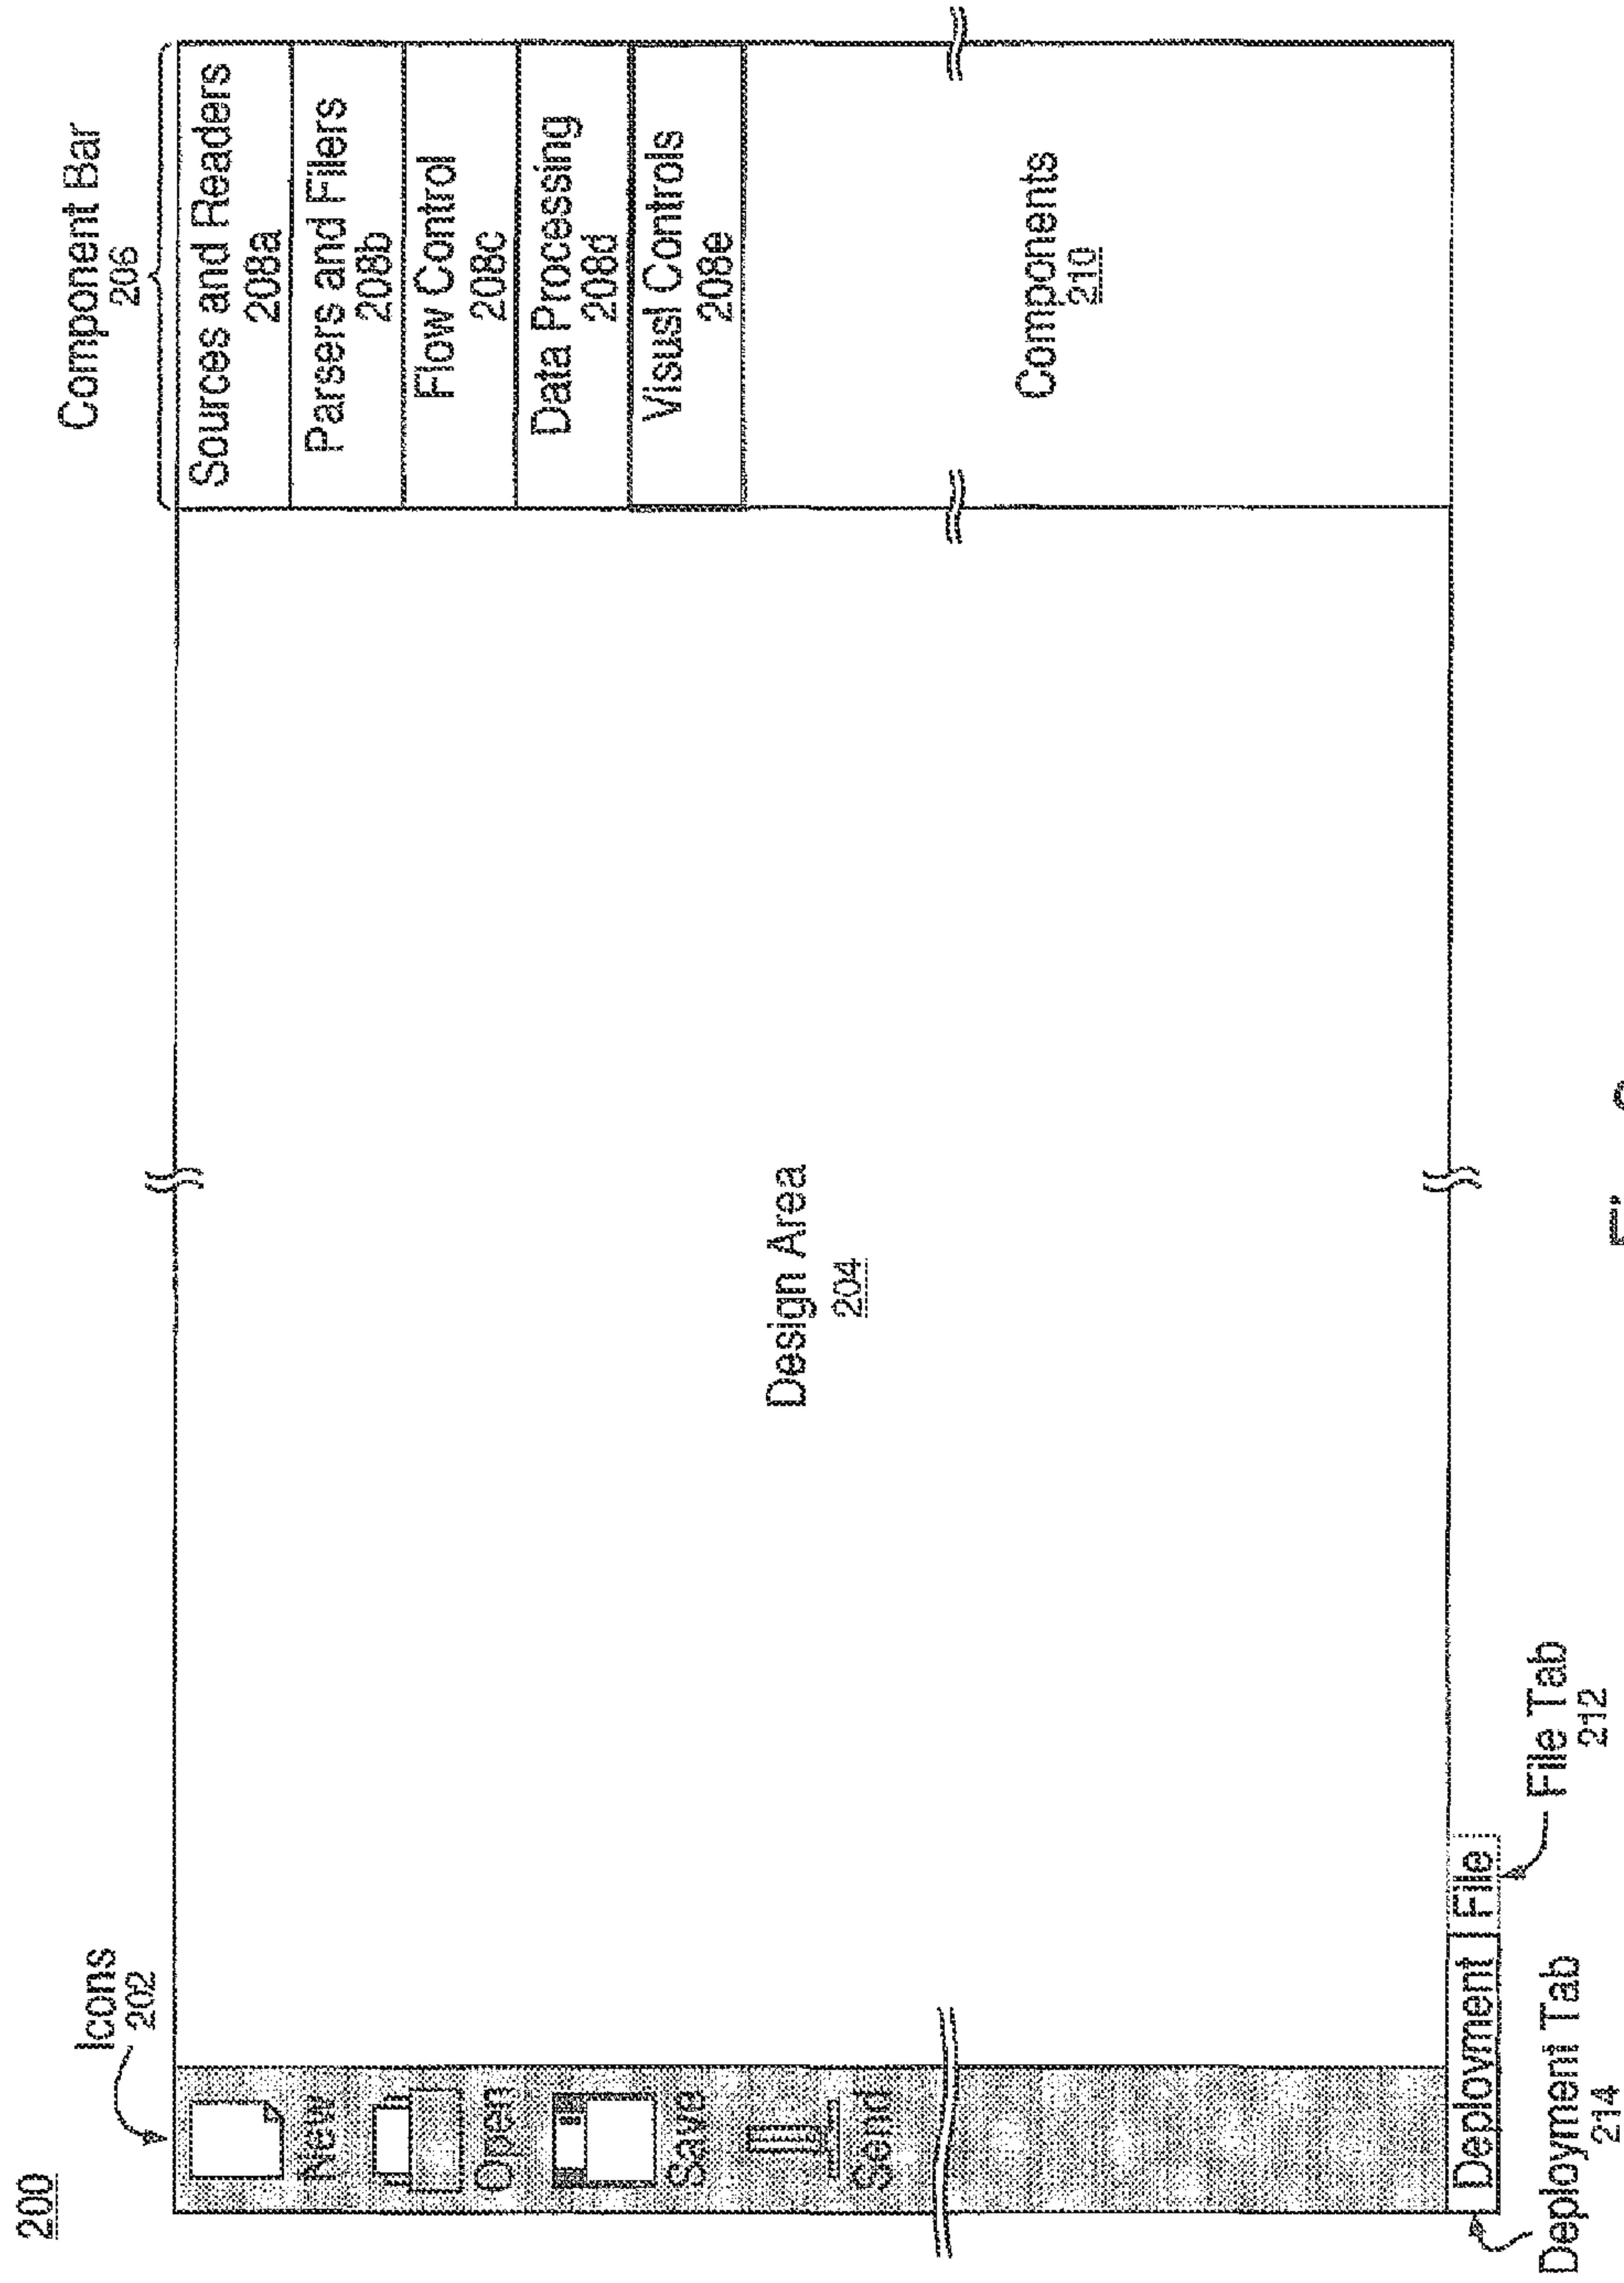 200
Icons
202
Component Bar
206
New
Open
Save
Send
Design Area
204
Sources and Readers
208a
Parsers and Filers
208b
Flow Control
208c
Data Processing
208d
Visusl Controls
208e
Components
210
Deployment
File
File Tab
212
Deployment Tab
214